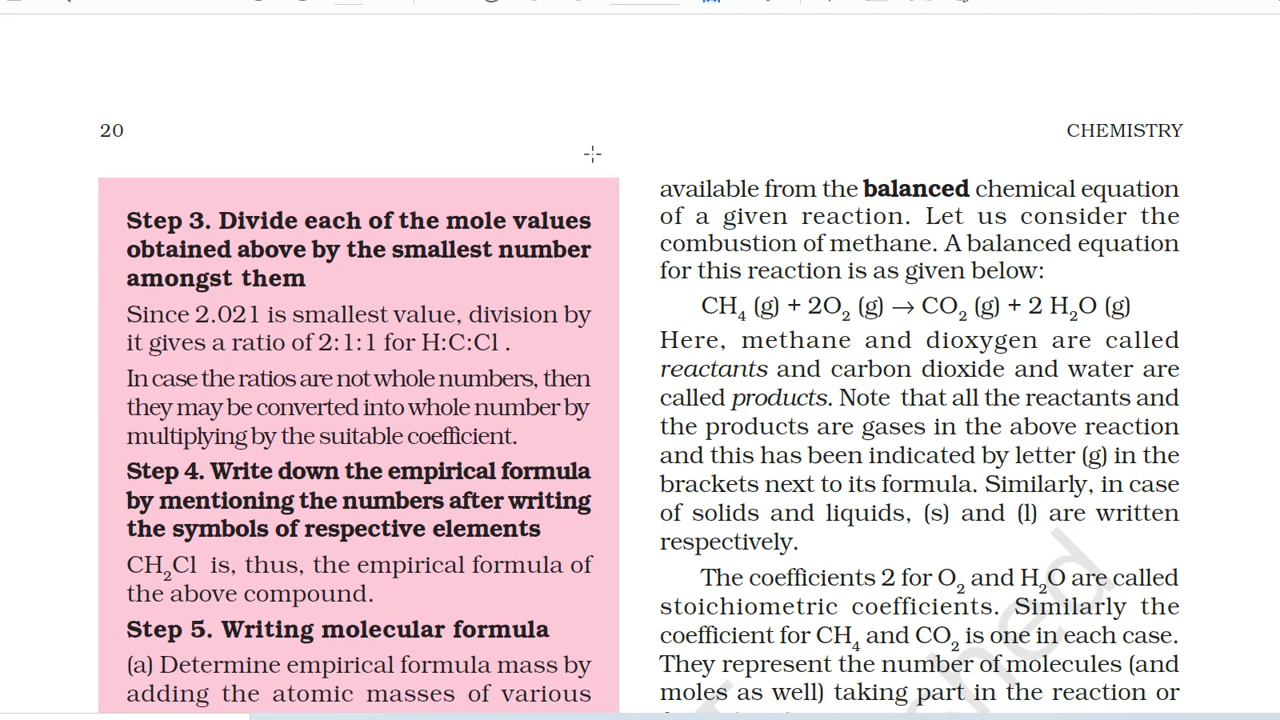 20
CHEMISTRY
Step 3. Divide each of the mole values
obtained above by the smallest number
amongst them
Since 2.021 is smallest value, division by
it gives a ratio of 2:1:1 for H:C:Cl .
In case the ratios are not whole numbers, then
they may be converted into whole number by
multiplying by the suitable coefficient.
Step 4. Write down the empirical formula
by mentioning the numbers after writing
the symbols of respective elements
CH₂Cl is, thus, the empirical formula of
the above compound.
Step 5. Writing molecular formula
(a) Determine empirical formula mass by
adding the atomic masses of various
available from the balanced chemical equation
of a given reaction. Let us consider the
combustion of methane. A balanced equation
for this reaction is as given below:
CH₄ (g) + 2O₂ (g) → CO₂ (g) + 2 H₂O (g)
Here, methane and dioxygen are called
reactants and carbon dioxide and water are
called products. Note that all the reactants and
the products are gases in the above reaction
and this has been indicated by letter (g) in the
brackets next to its formula. Similarly, in case
of solids and liquids, (s) and (l) are written
respectively.
The coefficients 2 for O₂ and H₂O are called
stoichiometric coefficients. Similarly the
coefficient for CH₄ and CO₂ is one in each case.
They represent the number of molecules (and
moles as well) taking part in the reaction or